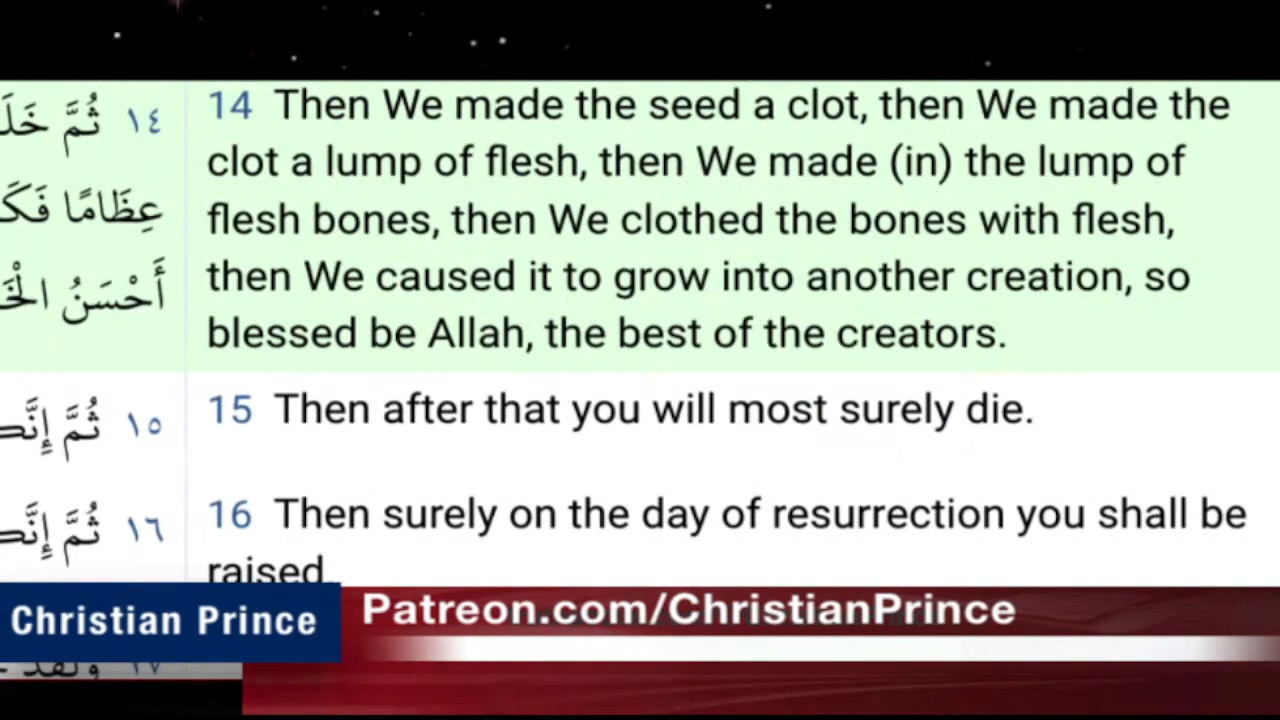 ١٤ ثُمَّ
عِظَامًا
أَحْسَنُ
14 Then We made the seed a clot, then We made the
clot a lump of flesh, then We made (in) the lump of
flesh bones, then We clothed the bones with flesh,
then We caused it to grow into another creation, so
blessed be Allah, the best of the creators.
١٥ ثُمَّ
15 Then after that you will most surely die.
١٦ ثُمَّ
16 Then surely on the day of resurrection you shall be
raised.
Christian Prince
Patreon.com/ChristianPrince